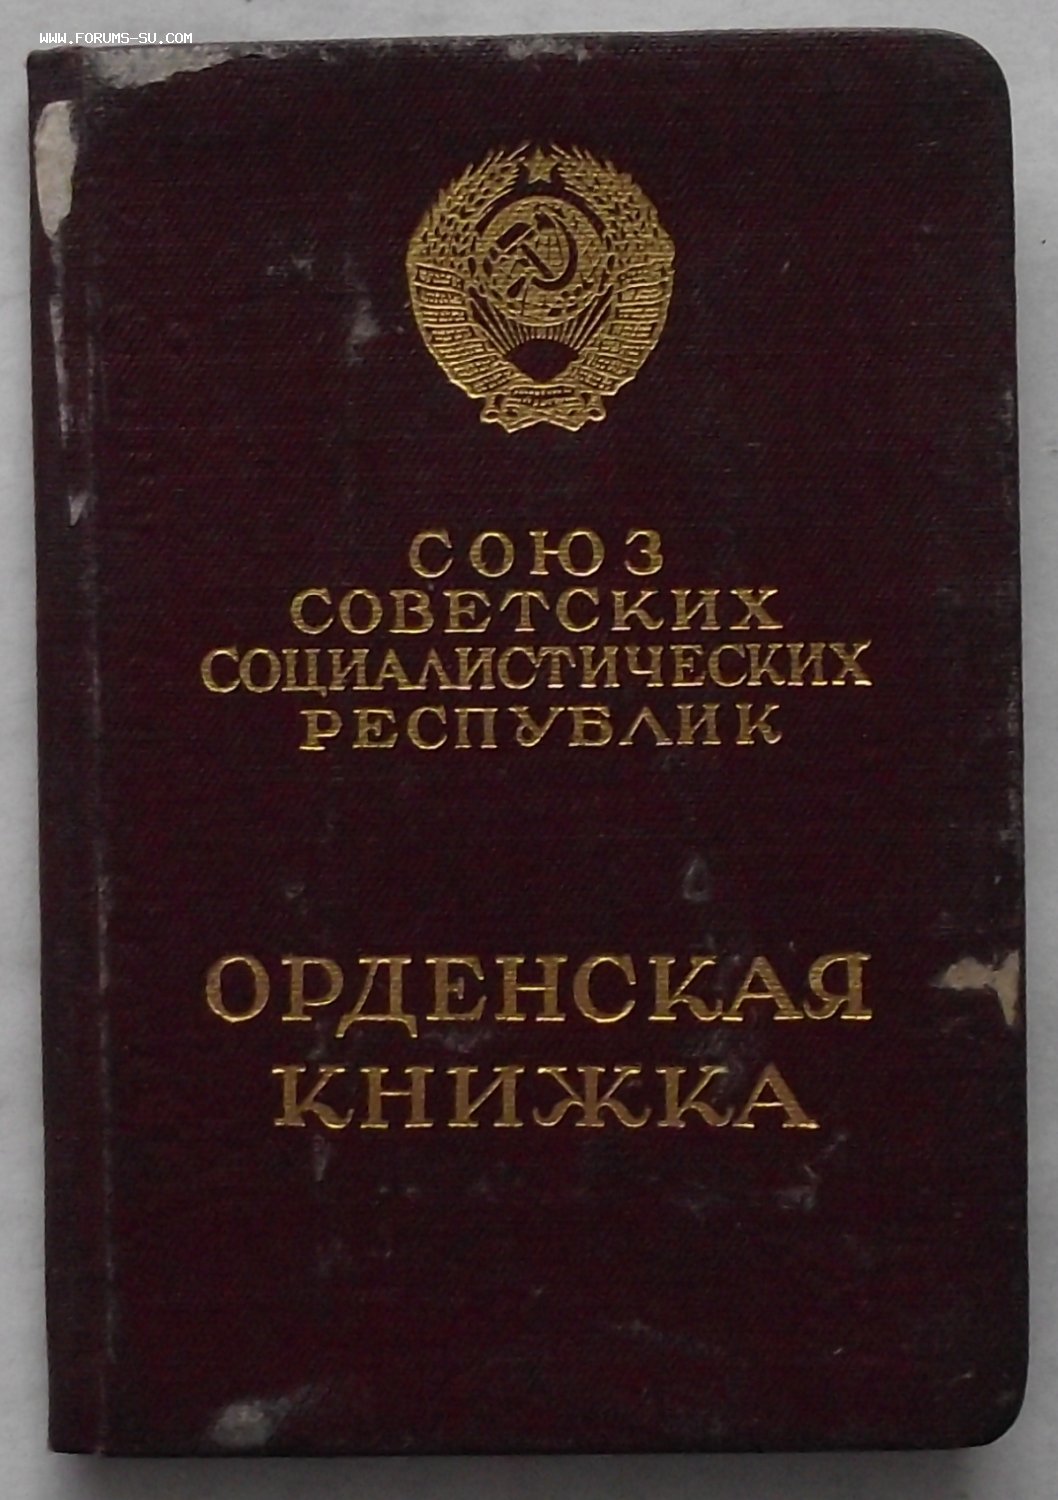 WWW.FORUMS-SU.COM
СОЮЗ
СОВЕТСКИХ
СОЦИАЛИСТИЧЕСКИХ
РЕСПУБЛИК
ОРДЕНСКАЯ
КНИЖКА